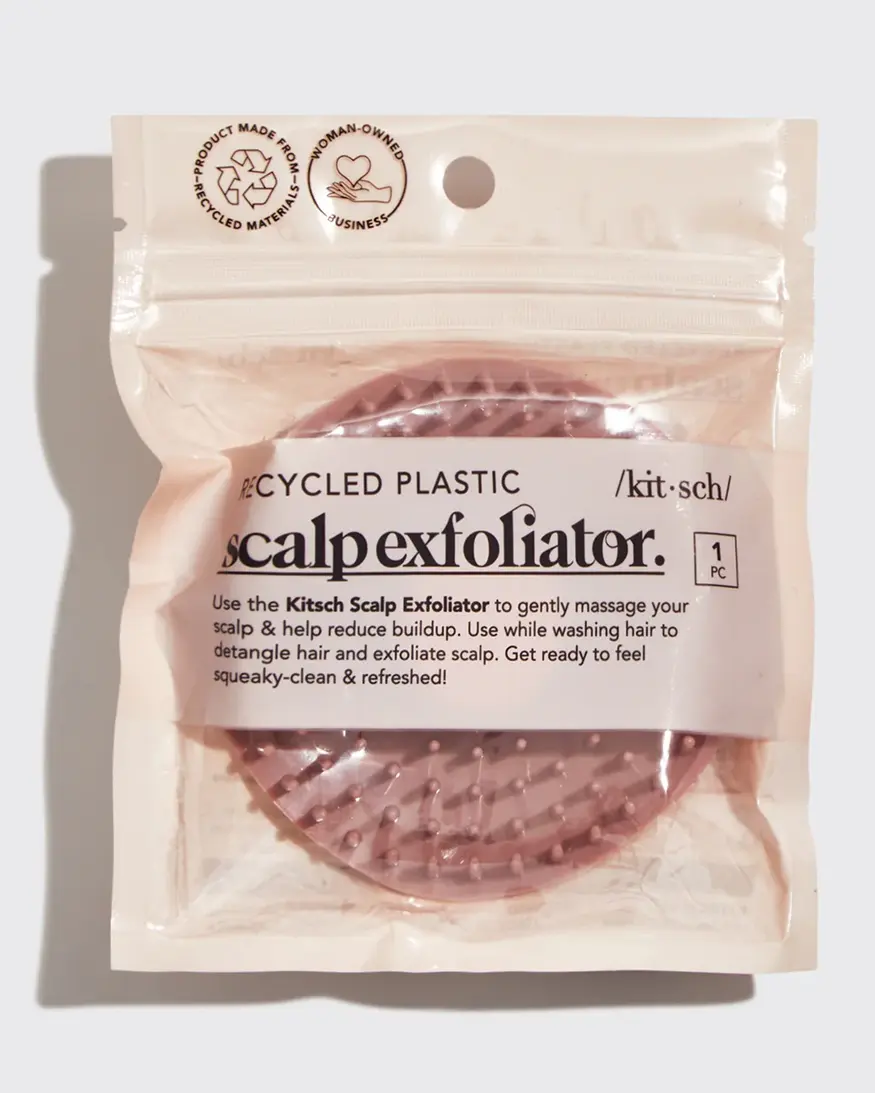 PRODUCT MADE FROM
RECYCLED MATERIALS
WOMAN-OWNED
BUSINESS
RECYCLED PLASTIC
/kit·sch/
scalp exfoliator.
1
PC
Use the Kitsch Scalp Exfoliator to gently massage your
scalp & help reduce buildup. Use while washing hair to
detangle hair and exfoliate scalp. Get ready to feel
squeaky-clean & refreshed!